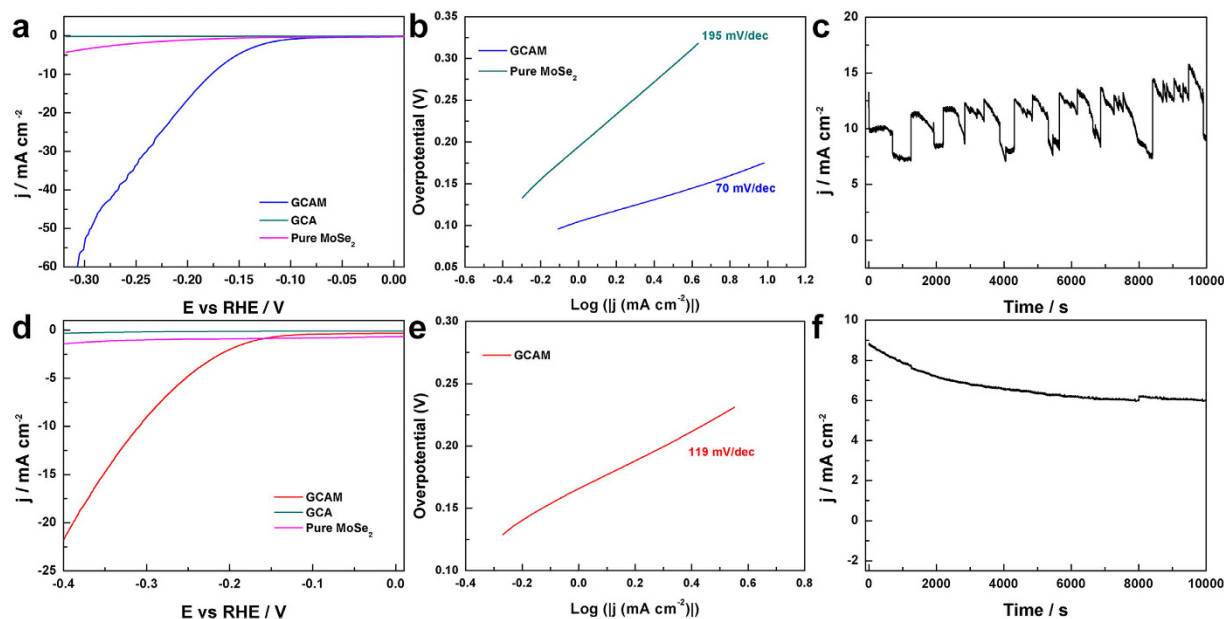 a
j / mA cm-2
0
-10
-20
-30
-40
-50
-60
GCAM
GCA
Pure MoSe2
-0.30 -0.25 -0.20 -0.15 -0.10 -0.05 0.00
E vs RHE / V
b
Overpotential (V)
0.35
0.30
0.25
0.20
0.15
0.10
0.05
195 mV/dec
GCAM
Pure MoSe2
70 mV/dec
-0.6 -0.4 -0.2 0.0 0.2 0.4 0.6 0.8 1.0 1.2
Log (|j (mA cm-2)|)
c
j / mA cm-2
20
15
10
5
0
0 2000 4000 6000 8000 10000
Time / s
d
j / mA cm-2
0
-5
-10
-15
-20
-25
GCAM
GCA
Pure MoSe2
-0.4 -0.3 -0.2 -0.1 0.0
E vs RHE / V
e
Overpotential (V)
0.30
0.25
0.20
0.15
0.10
GCAM
119 mV/dec
-0.4 -0.2 0.0 0.2 0.4 0.6 0.8
Log (|j (mA cm-2)|)
f
j / mA cm-2
10
8
6
4
2
0
-2
0 2000 4000 6000 8000 10000
Time / s